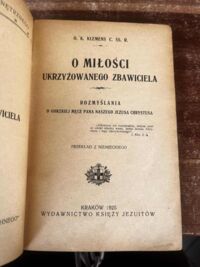 O. K. KLEMENS C. SS. R.
O MIŁOŚCI
UKRZYŻOWANEGO ZBAWICIELA
ROZMYŚLANIA
O GORZKIEJ MĘCE PANA NASZEGO JEZUSA CHRYSTUSA
PRZEKŁAD Z NIEMIECKIEGO
KRAKÓW 1925
WYDAWNICTWO KSIĘŻY JEZUITÓW